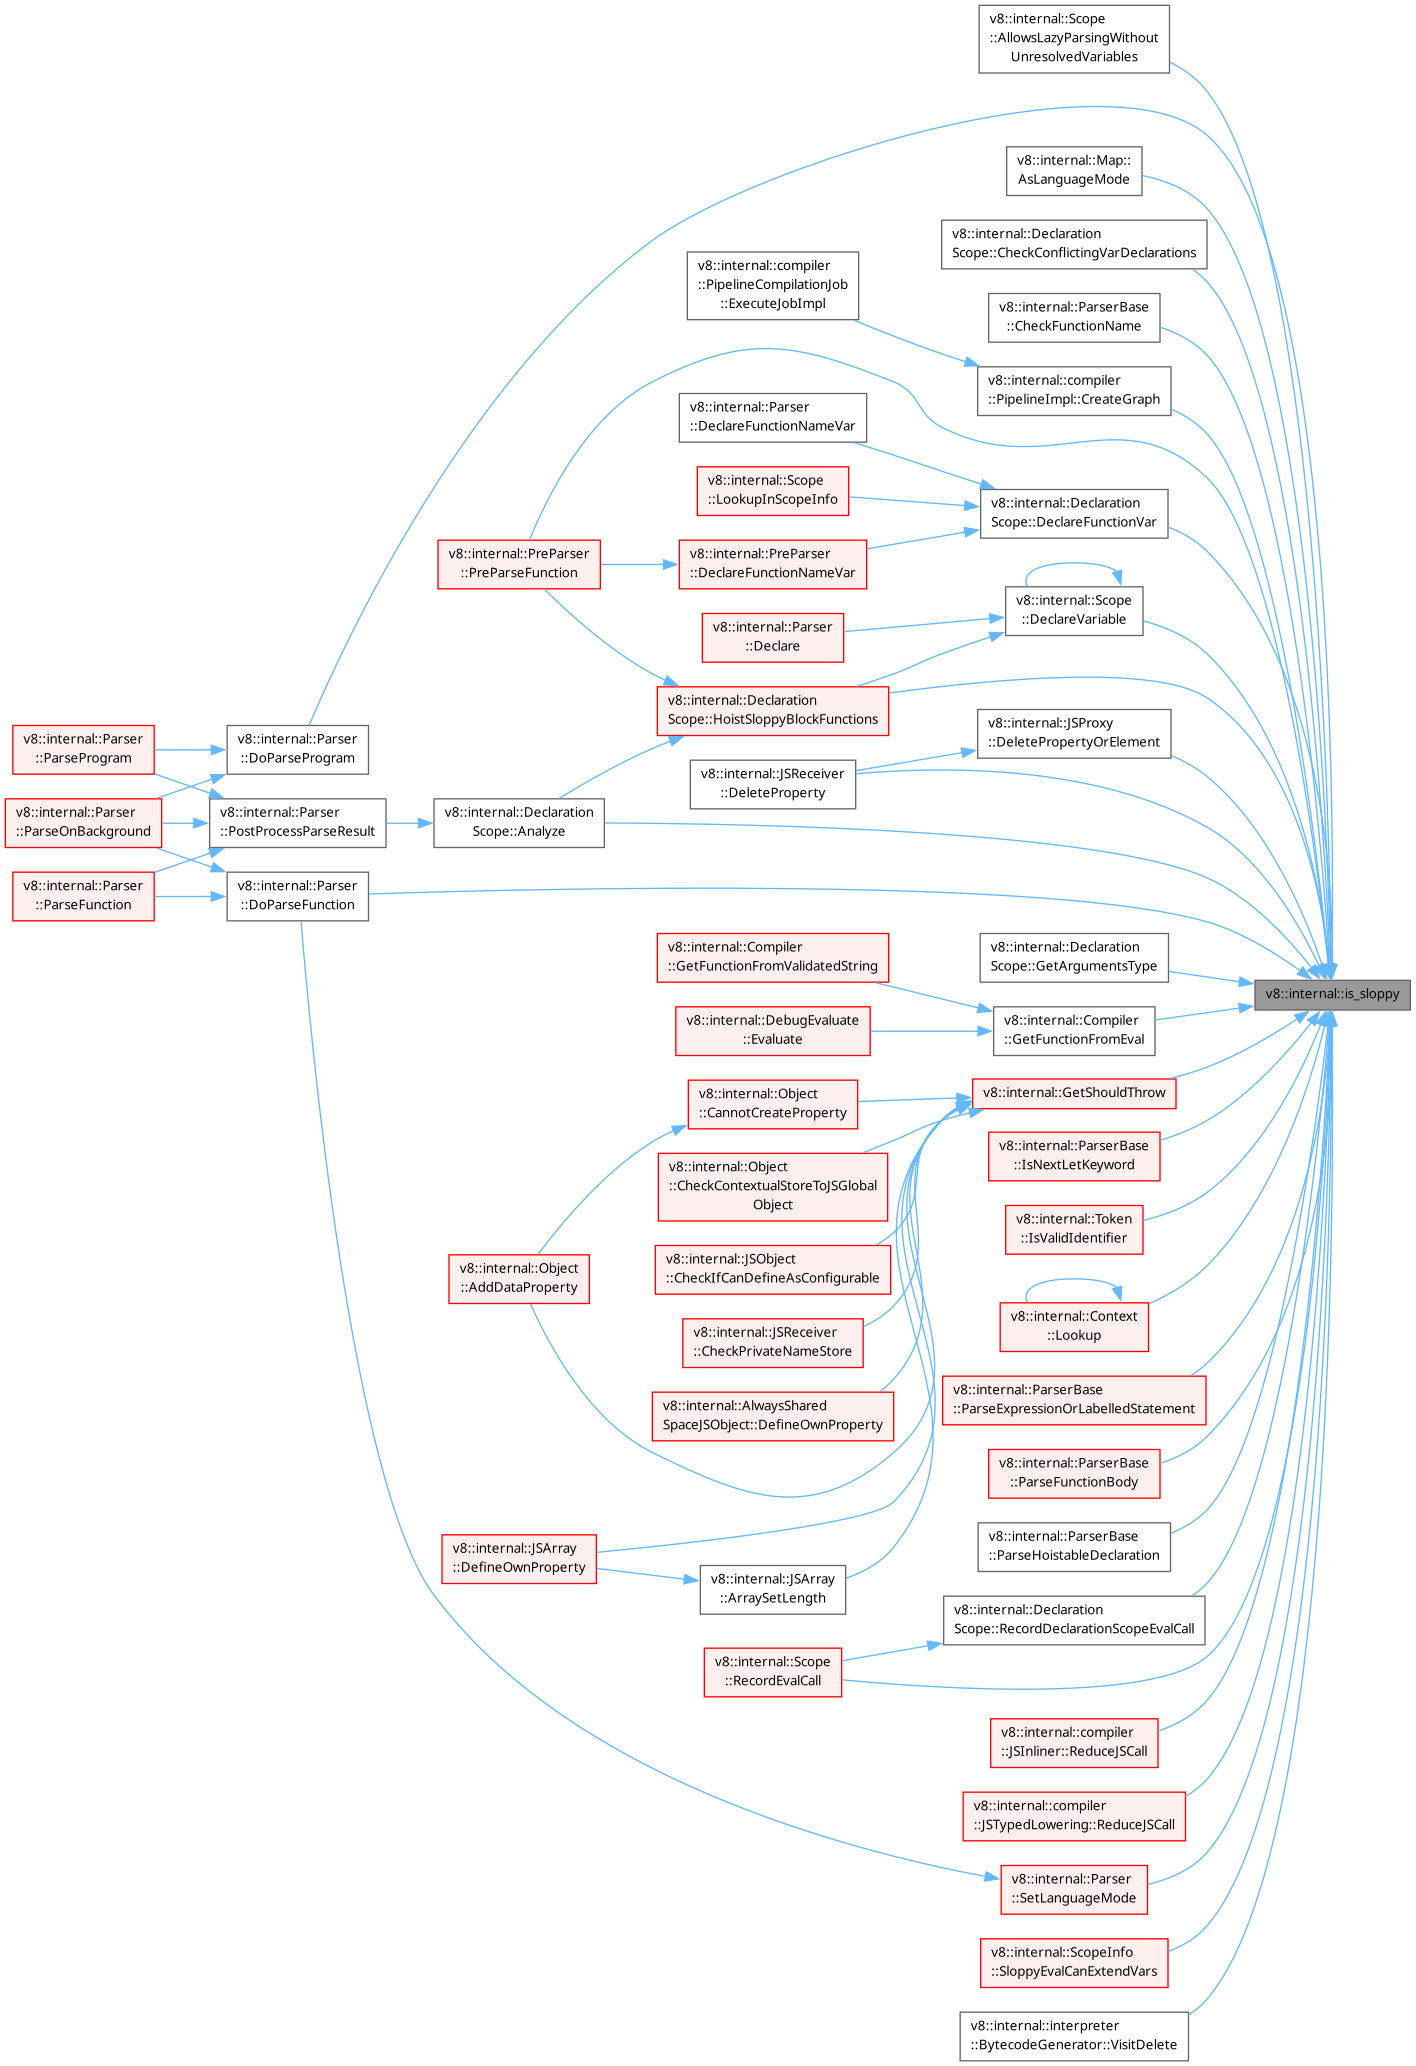 v8::internal::Scope
::AllowsLazyParsingWithout
UnresolvedVariables
v8::internal::Map::
AsLanguageMode
v8::internal::Declaration
Scope::CheckConflictingVarDeclarations
v8::internal::compiler
::PipelineCompilationJob
::ExecuteJobImpl
v8::internal::ParserBase
::CheckFunctionName
v8::internal::compiler
::PipelineImpl::CreateGraph
v8::internal::Parser
::DeclareFunctionNameVar
v8::internal::Scope
::LookupInScopeInfo
v8::internal::Declaration
Scope::DeclareFunctionVar
v8::internal::PreParser
::PreParseFunction
v8::internal::PreParser
::DeclareFunctionNameVar
v8::internal::Scope
::DeclareVariable
v8::internal::Parser
::Declare
v8::internal::Declaration
Scope::HoistSloppyBlockFunctions
v8::internal::JSProxy
::DeletePropertyOrElement
v8::internal::Parser
::ParseProgram
v8::internal::Parser
::DoParseProgram
v8::internal::JSReceiver
::DeleteProperty
v8::internal::Parser
::ParseOnBackground
v8::internal::Parser
::PostProcessParseResult
v8::internal::Declaration
Scope::Analyze
v8::internal::Parser
::ParseFunction
v8::internal::Parser
::DoParseFunction
v8::internal::Compiler
::GetFunctionFromValidatedString
v8::internal::Declaration
Scope::GetArgumentsType
v8::internal::is_sloppy
v8::internal::DebugEvaluate
::Evaluate
v8::internal::Compiler
::GetFunctionFromEval
v8::internal::Object
::CannotCreateProperty
v8::internal::GetShouldThrow
v8::internal::Object
::CheckContextualStoreToJSGlobal
Object
v8::internal::ParserBase
::IsNextLetKeyword
v8::internal::Token
::IsValidIdentifier
v8::internal::Object
::AddDataProperty
v8::internal::JSObject
::CheckIfCanDefineAsConfigurable
v8::internal::Context
::Lookup
v8::internal::JSReceiver
::CheckPrivateNameStore
v8::internal::AlwaysShared
SpaceJSObject::DefineOwnProperty
v8::internal::ParserBase
::ParseExpressionOrLabelledStatement
v8::internal::ParserBase
::ParseFunctionBody
v8::internal::JSArray
::DefineOwnProperty
v8::internal::ParserBase
::ParseHoistableDeclaration
v8::internal::JSArray
::ArraySetLength
v8::internal::Declaration
Scope::RecordDeclarationScopeEvalCall
v8::internal::Scope
::RecordEvalCall
v8::internal::compiler
::JSInliner::ReduceJSCall
v8::internal::compiler
::JSTypedLowering::ReduceJSCall
v8::internal::Parser
::SetLanguageMode
v8::internal::ScopeInfo
::SloppyEvalCanExtendVars
v8::internal::interpreter
::BytecodeGenerator::VisitDelete